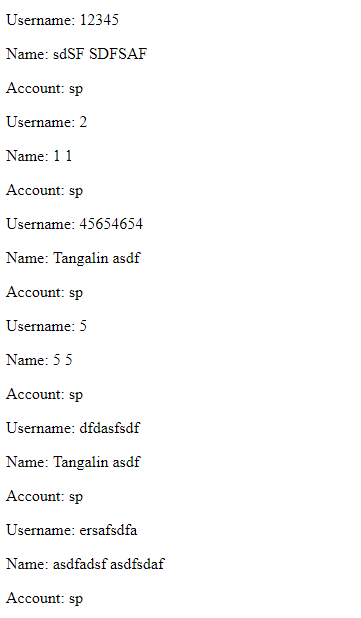 Username: 12345
Name: sdSF SDFSAF
Account: sp
Username: 2
Name: 1 1
Account: sp
Username: 45654654
Name: Tangalin asdf
Account: sp
Username: 5
Name: 5 5
Account: sp
Username: dfdasfsdf
Name: Tangalin asdf
Account: sp
Username: ersafsdfa
Name: asdfadsf asdfsdaf
Account: sp